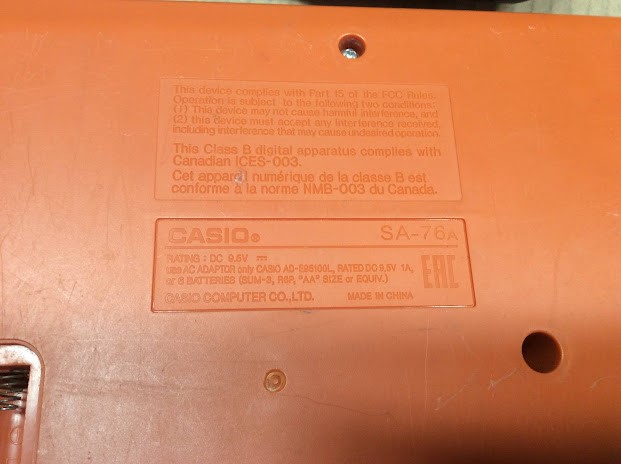 This device complies with Part 15 of the FCC Rules.
Operation is subject to the following two conditions:
(1) This device may not cause harmful interference, and
(2) this device must accept any interference received,
including interference that may cause undesired operation.
This Class B digital apparatus complies with
Canadian ICES-003.
Cet appareil numérique de la classe B est
conforme à la norme NMB-003 du Canada.
CASIO® SA-76A
RATING: DC 9.5V ⎓
use AC ADAPTOR only CASIO AD-E95100L, RATED DC 9.5V 1A,
or 6 BATTERIES (SUM-3, R6P, "AA" SIZE or EQUIV.)
EAC
CASIO COMPUTER CO.,LTD. MADE IN CHINA